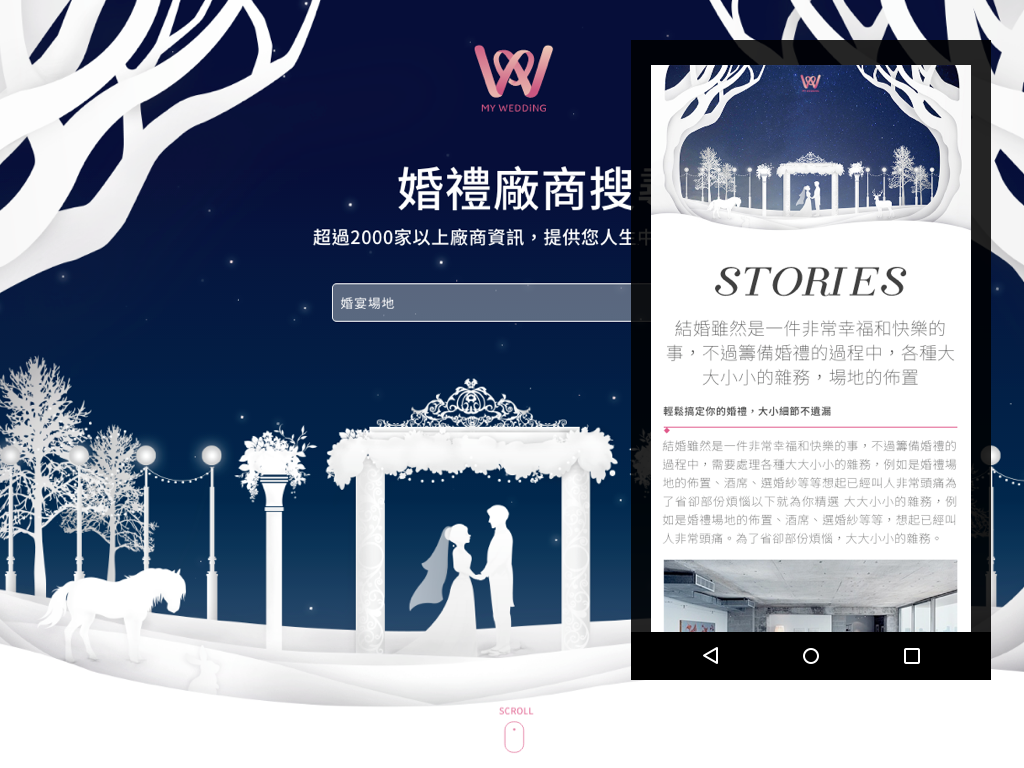 MY WEDDING
婚禮廠商搜尋
超過2000家以上廠商資訊，提供您人生中
婚宴場地
SCROLL
MY WEDDING
STORIES
結婚雖然是一件非常幸福和快樂的
事，不過籌備婚禮的過程中，各種大
大小小的雜務，場地的佈置
輕鬆搞定你的婚禮，大小細節不遺漏
結婚雖然是一件非常幸福和快樂的事，不過籌備婚禮的
過程中，需要處理各種大大小小的雜務，例如是婚禮場
地的佈置、酒席、選婚紗等等想起已經叫人非常頭痛為
了省卻部份煩惱以下就為你精選 大大小小的雜務，例
如是婚禮場地的佈置、酒席、選婚紗等等，想起已經叫
人非常頭痛。為了省卻部份煩惱，大大小小的雜務。